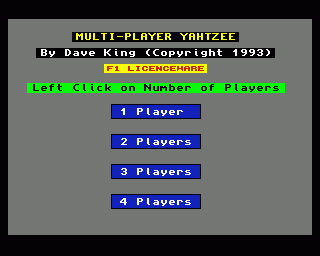 MULTI-PLAYER YAHTZEE
By Dave King (Copyright 1993)
F1 LICENCEWARE
Left Click on Number of Players
1 Player
2 Players
3 Players
4 Players